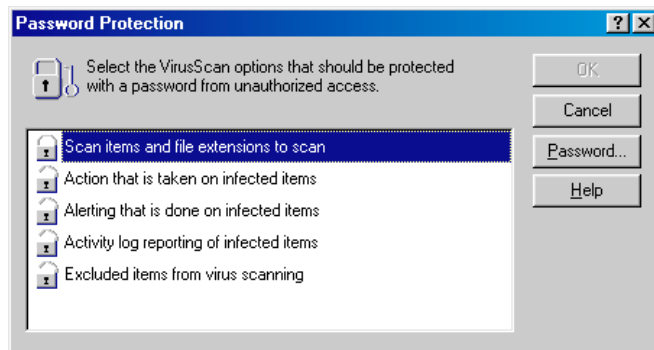 Password Protection
Select the VirusScan options that should be protected
with a password from unauthorized access.
OK
Cancel
Password...
Help
Scan items and file extensions to scan
Action that is taken on infected items
Alerting that is done on infected items
Activity log reporting of infected items
Excluded items from virus scanning